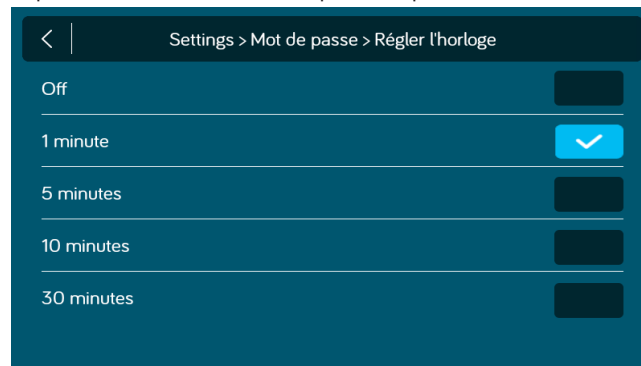 Settings > Mot de passe > Régler l'horloge
Off
1 minute
5 minutes
10 minutes
30 minutes